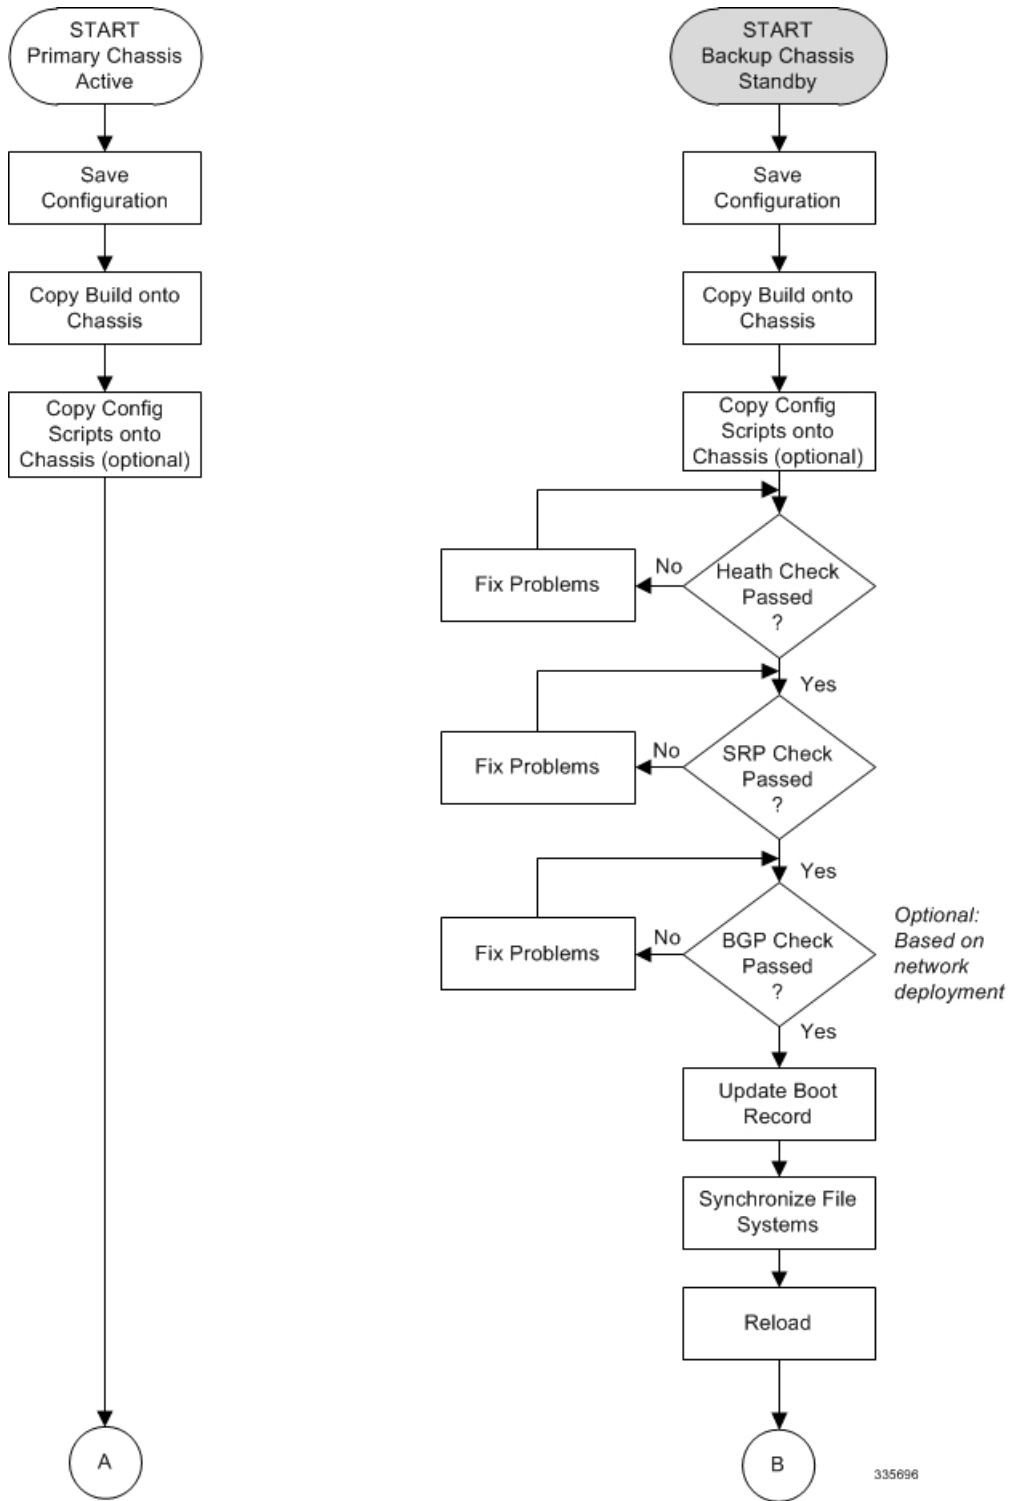 START
Primary Chassis
Active
Save
Configuration
Copy Build onto
Chassis
Copy Config
Scripts onto
Chassis (optional)
A
START
Backup Chassis
Standby
Save
Configuration
Copy Build onto
Chassis
Copy Config
Scripts onto
Chassis (optional)
Heath Check
Passed
?
No
Fix Problems
Yes
SRP Check
Passed
?
No
Fix Problems
Yes
BGP Check
Passed
?
No
Fix Problems
Optional:
Based on
network
deployment
Yes
Update Boot
Record
Synchronize File
Systems
Reload
B
335696